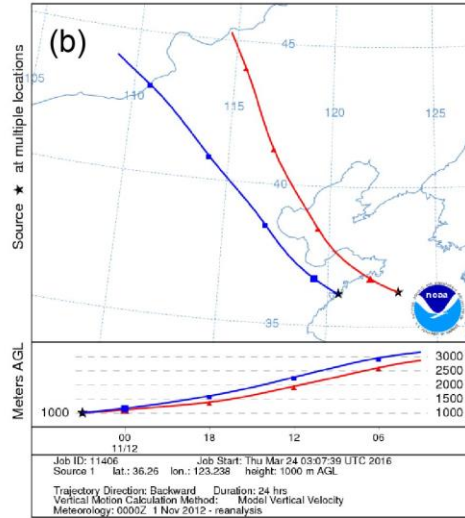 (b)
Source ★ at multiple locations
105
110
115
120
125
45
40
35
noaa
Meters AGL
1000
3000
2500
2000
1500
1000
00
18
12
06
11/12
Job ID: 11406 Job Start: Thu Mar 24 03:07:39 UTC 2016
Source 1 lat.: 36.26 lon.: 123.238 height: 1000 m AGL
Trajectory Direction: Backward Duration: 24 hrs
Vertical Motion Calculation Method: Model Vertical Velocity
Meteorology: 0000Z 1 Nov 2012 - reanalysis